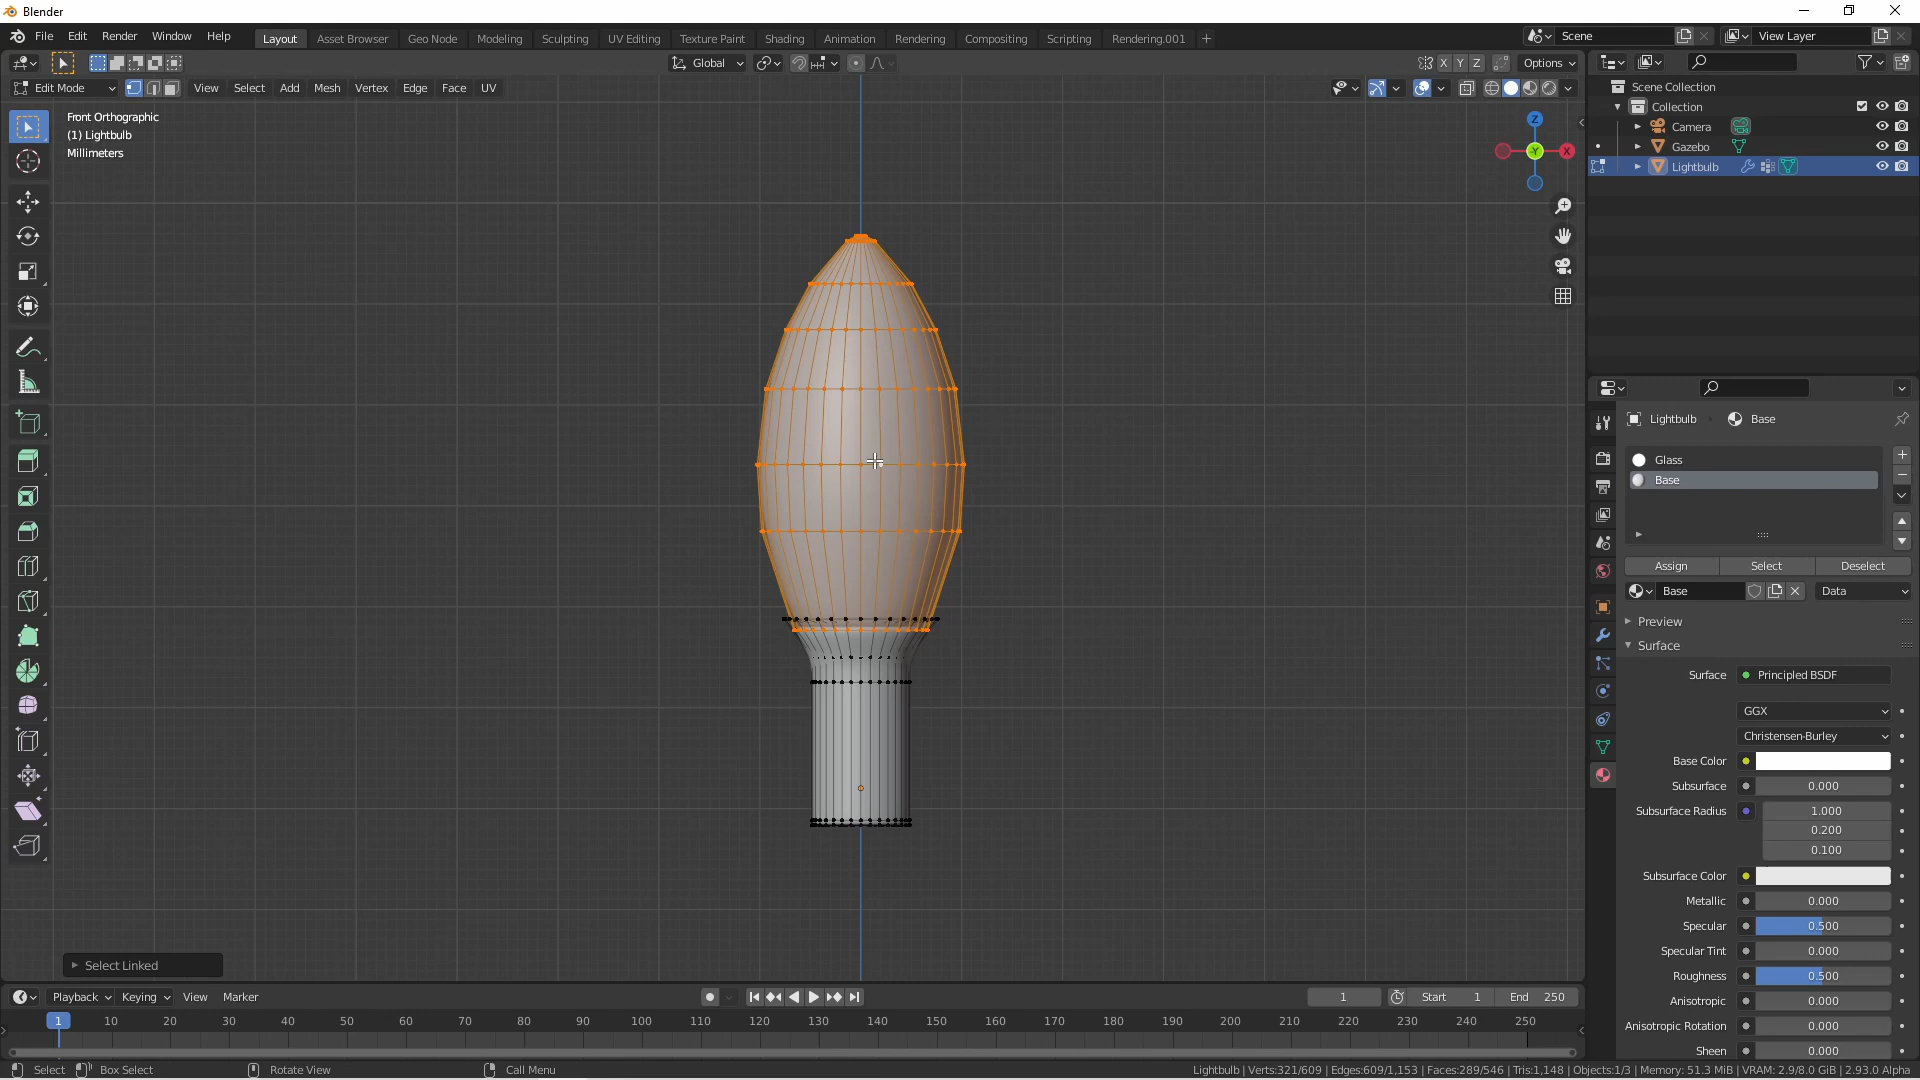 Blender
File Edit Render Window Help Layout Asset Browser Geo Node Modeling Sculpting UV Editing Texture Paint Shading Animation Rendering Compositing Scripting Rendering.001 + Scene View Layer
Global X Y Z Options
Edit Mode View Select Add Mesh Vertex Edge Face UV
Front Orthographic
(1) Lightbulb
Millimeters
Z
-Y X
Select Linked
Scene Collection
Collection
Camera
Gazebo
Lightbulb
Lightbulb Base
Glass
Base
Assign Select Deselect
Base Data
Preview
Surface
Surface Principled BSDF
GGX
Christensen-Burley
Base Color
Subsurface 0.000
Subsurface Radius 1.000
0.200
0.100
Subsurface Color
Metallic 0.000
Specular 0.500
Specular Tint 0.000
Roughness 0.500
Anisotropic 0.000
Anisotropic Rotation 0.000
Sheen 0.000
Playback Keying View Marker 1 Start 1 End 250
1 10 20 30 40 50 60 70 80 90 100 110 120 130 140 150 160 170 180 190 200 210 220 230 240 250
Select Box Select Rotate View Call Menu Lightbulb | Verts:321/609 | Edges:609/1,153 | Faces:289/546 | Tris:1,148 | Objects:1/3 | Memory: 51.3 MiB | VRAM: 2.9/8.0 GiB | 2.93.0 Alpha